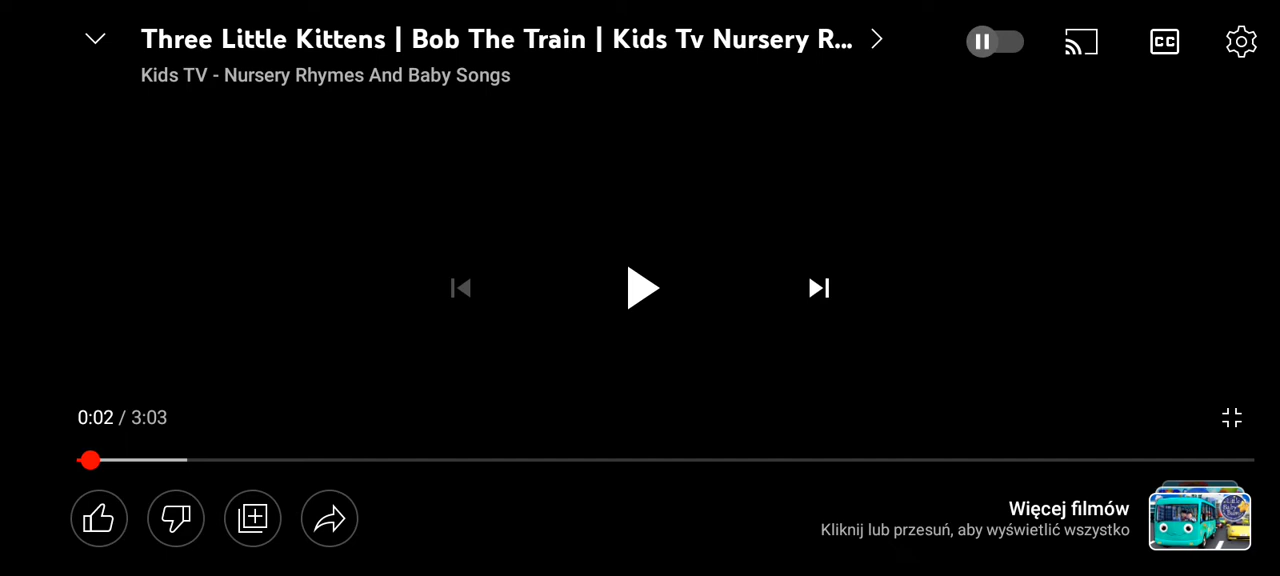 Three Little Kittens | Bob The Train | Kids Tv Nursery R...
Kids TV - Nursery Rhymes And Baby Songs
CC
0:02 / 3:03
Więcej filmów
Kliknij lub przesuń, aby wyświetlić wszystko